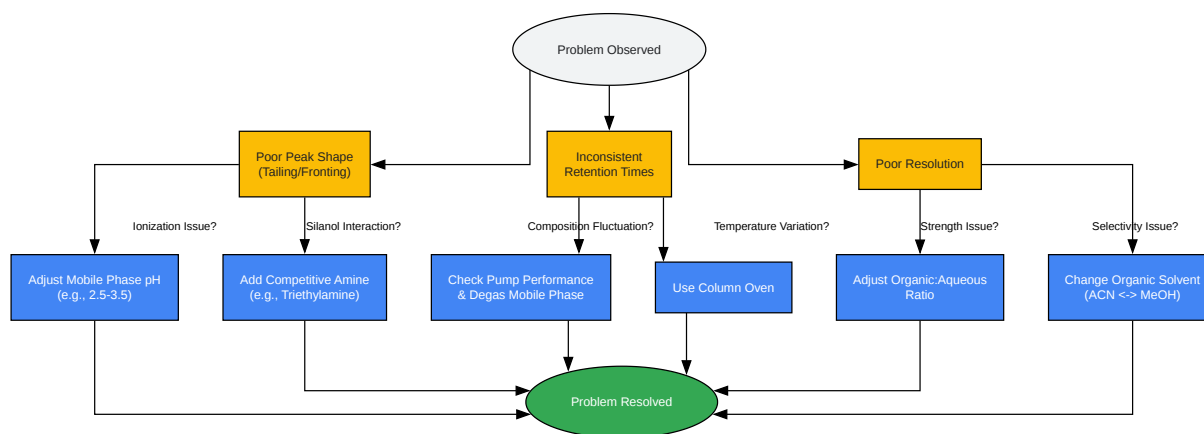 Problem Observed
Poor Peak Shape
(Tailing/Fronting)
Inconsistent
Retention Times
Poor Resolution
Ionization Issue?
Silanol Interaction?
Composition Fluctuation?
Temperature Variation?
Strength Issue?
Selectivity Issue?
Adjust Mobile Phase pH
(e.g., 2.5-3.5)
Add Competitive Amine
(e.g., Triethylamine)
Check Pump Performance
& Degas Mobile Phase
Use Column Oven
Adjust Organic:Aqueous
Ratio
Change Organic Solvent
(ACN <-> MeOH)
Problem Resolved